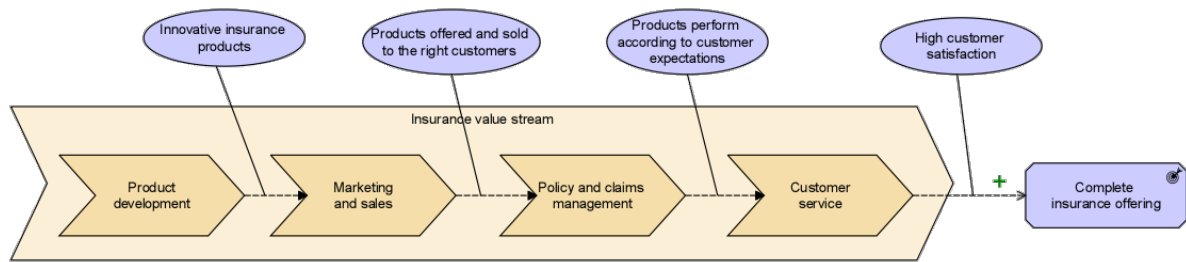 Innovative insurance
products
Products offered and sold
to the right customers
Products perform
according to customer
expectations
High customer
satisfaction
Insurance value stream
Product
development
Marketing
and sales
Policy and claims
management
Customer
service
+
Complete
insurance offering